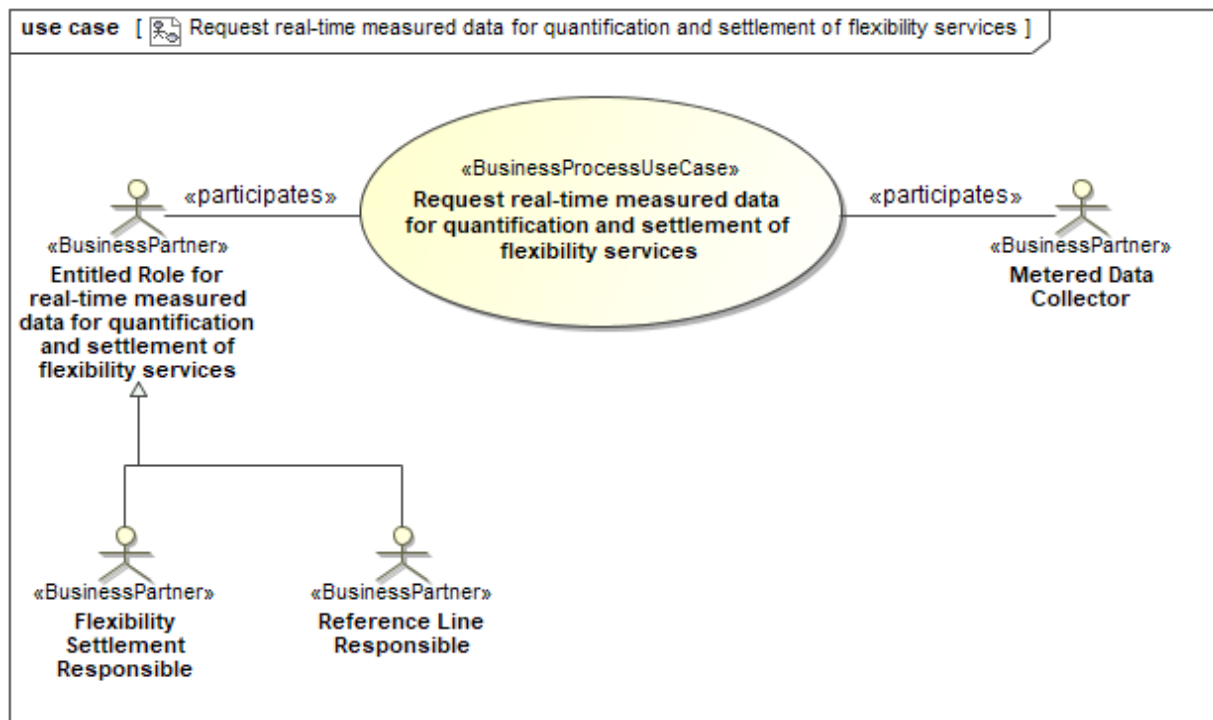 use case [ Request real-time measured data for quantification and settlement of flexibility services ]
«BusinessProcessUseCase»
Request real-time measured data
for quantification and settlement of
flexibility services
«participates»
«participates»
«BusinessPartner»
Entitled Role for
real-time measured
data for quantification
and settlement of
flexibility services
«BusinessPartner»
Metered Data
Collector
«BusinessPartner»
Flexibility
Settlement
Responsible
«BusinessPartner»
Reference Line
Responsible